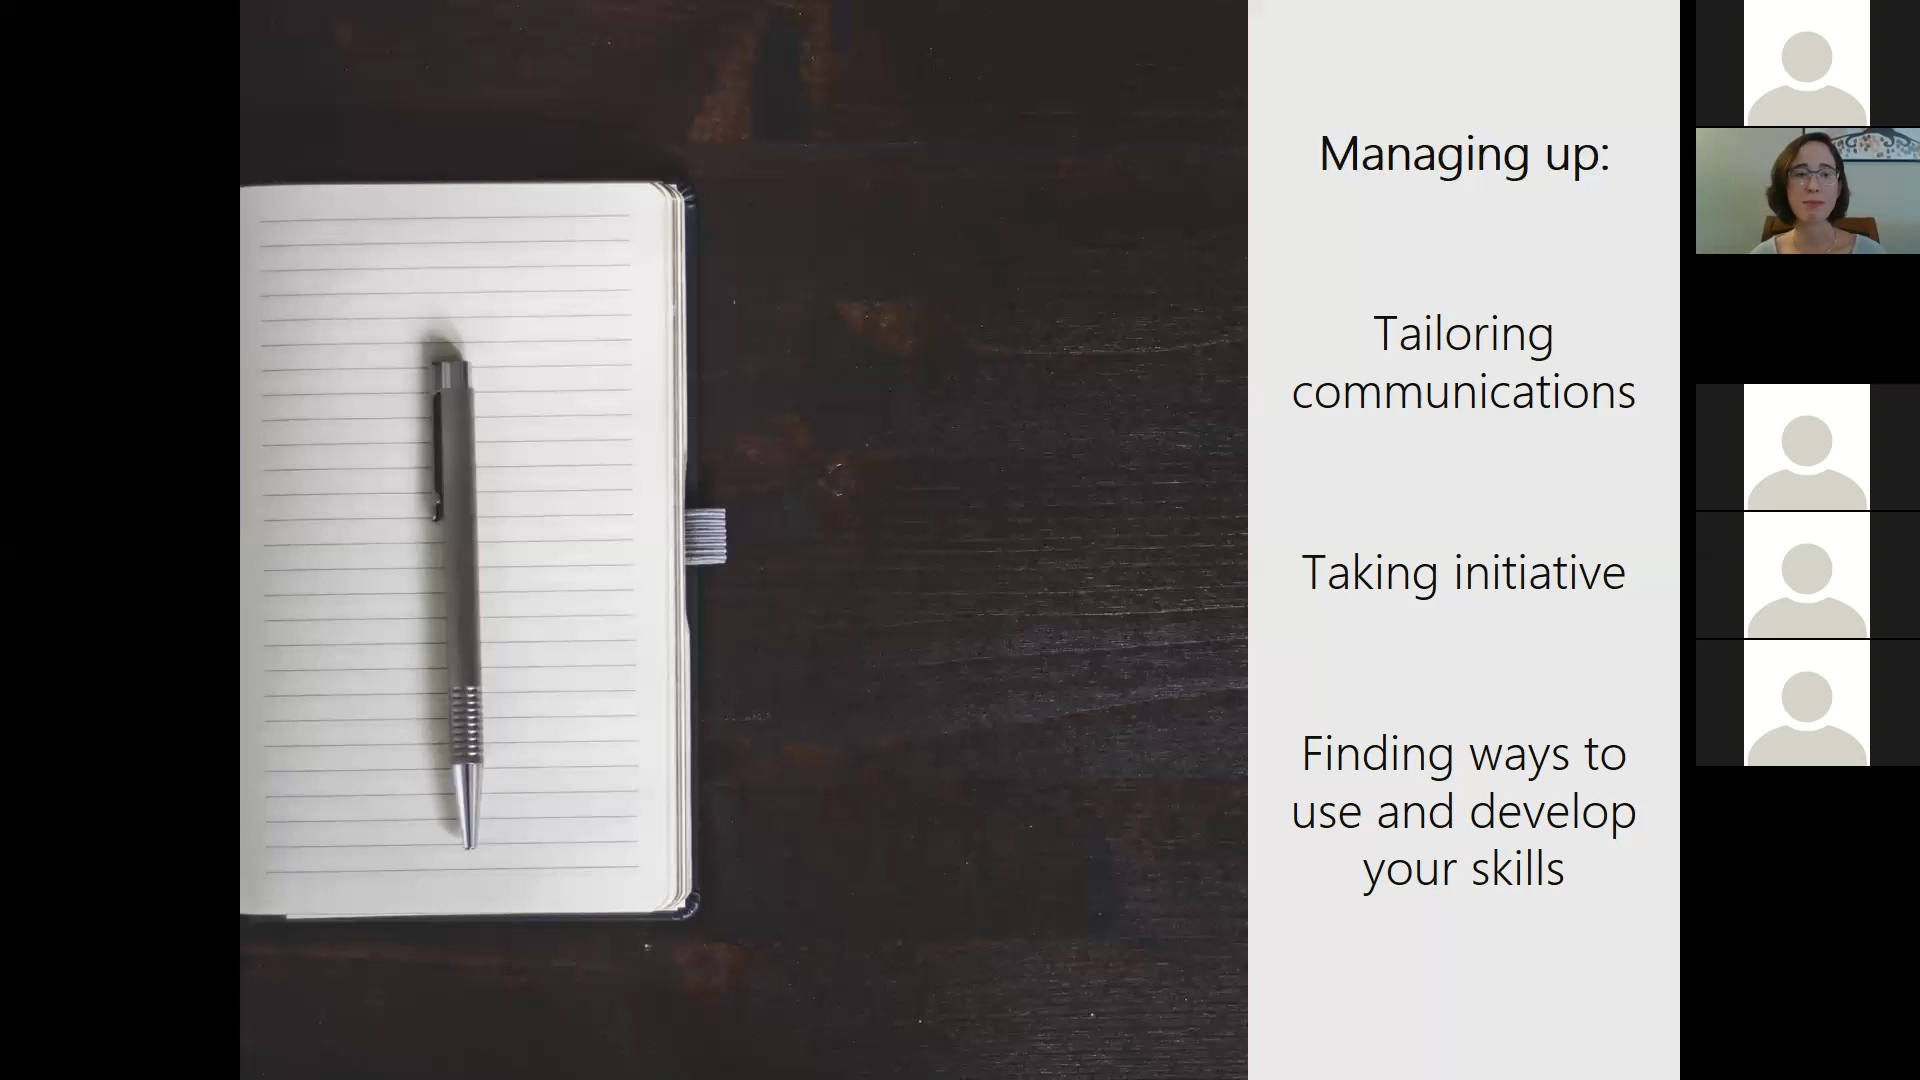 Managing up:
Tailoring
communications
Taking initiative
Finding ways to
use and develop
your skills